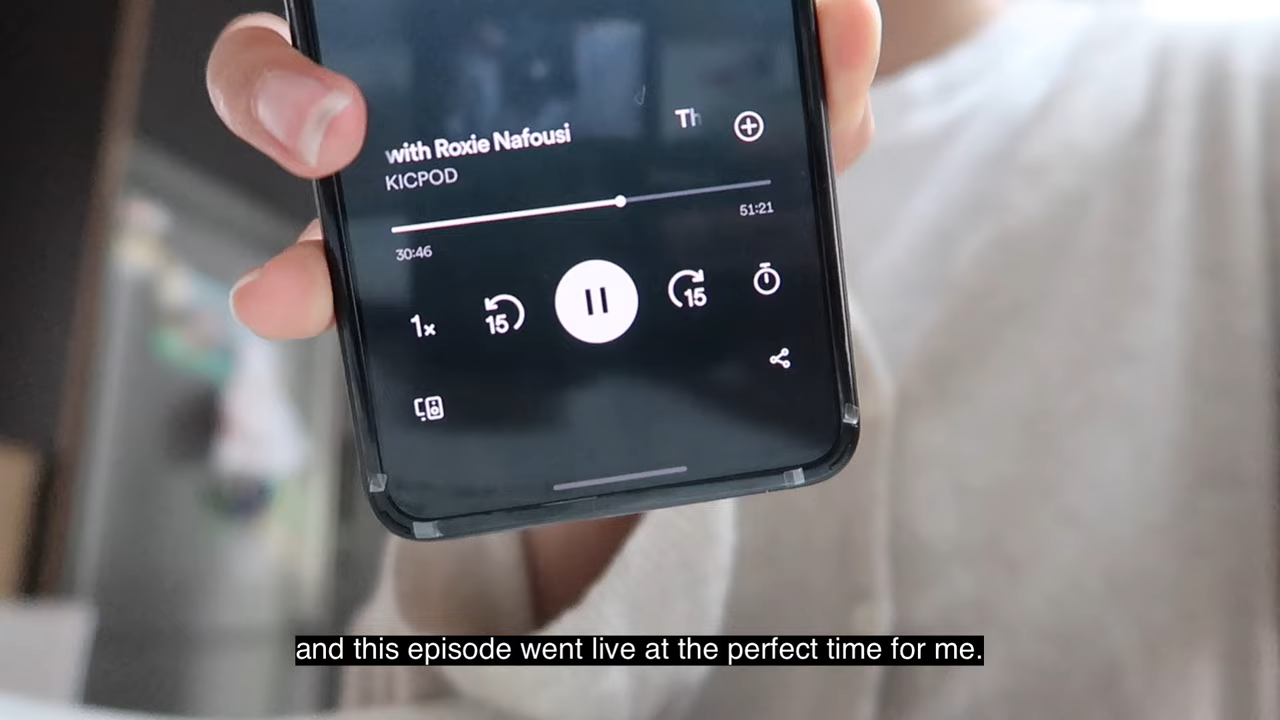 with Roxie Nafousi Th
KICPOD
30:46 51:21
1x 15 15
and this episode went live at the perfect time for me.